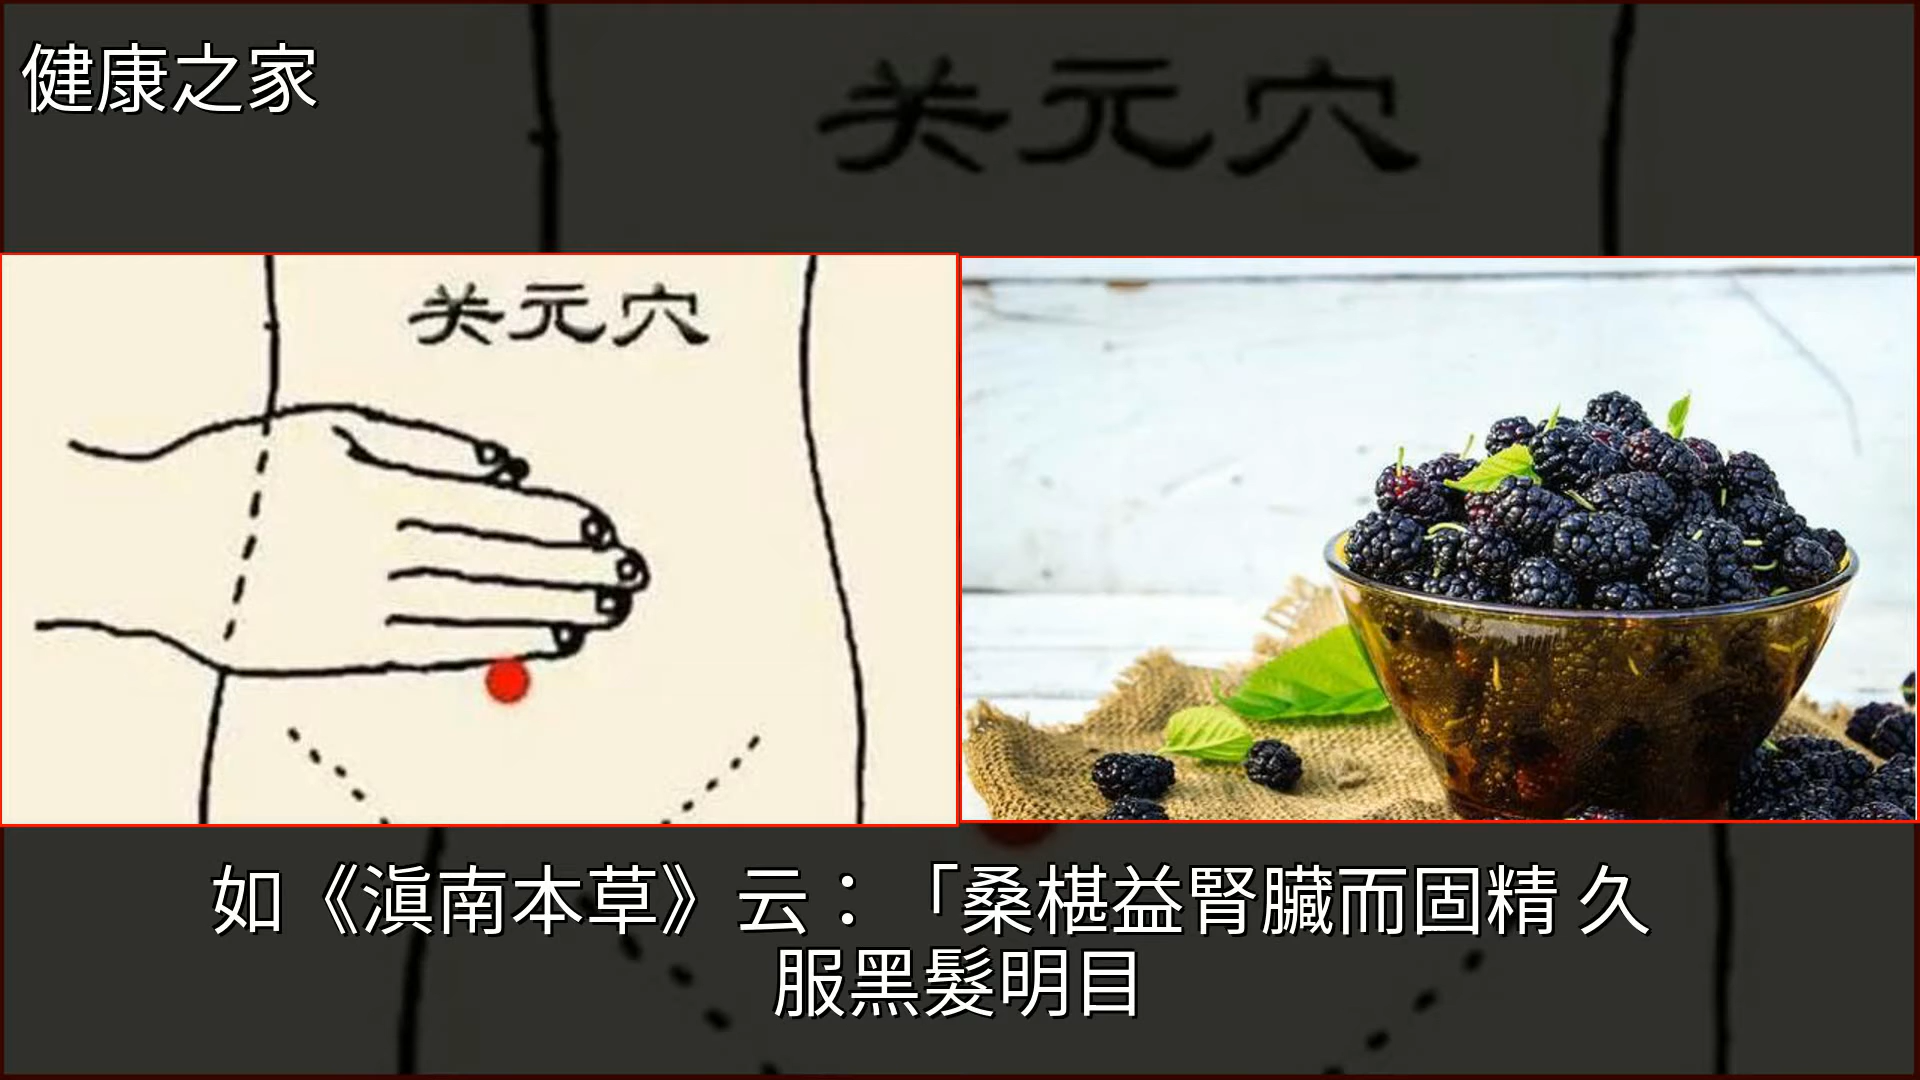 健康之家
关元穴
关元穴
如《滇南本草》云：「桑椹益腎臟而固精 久
服黑髮明目